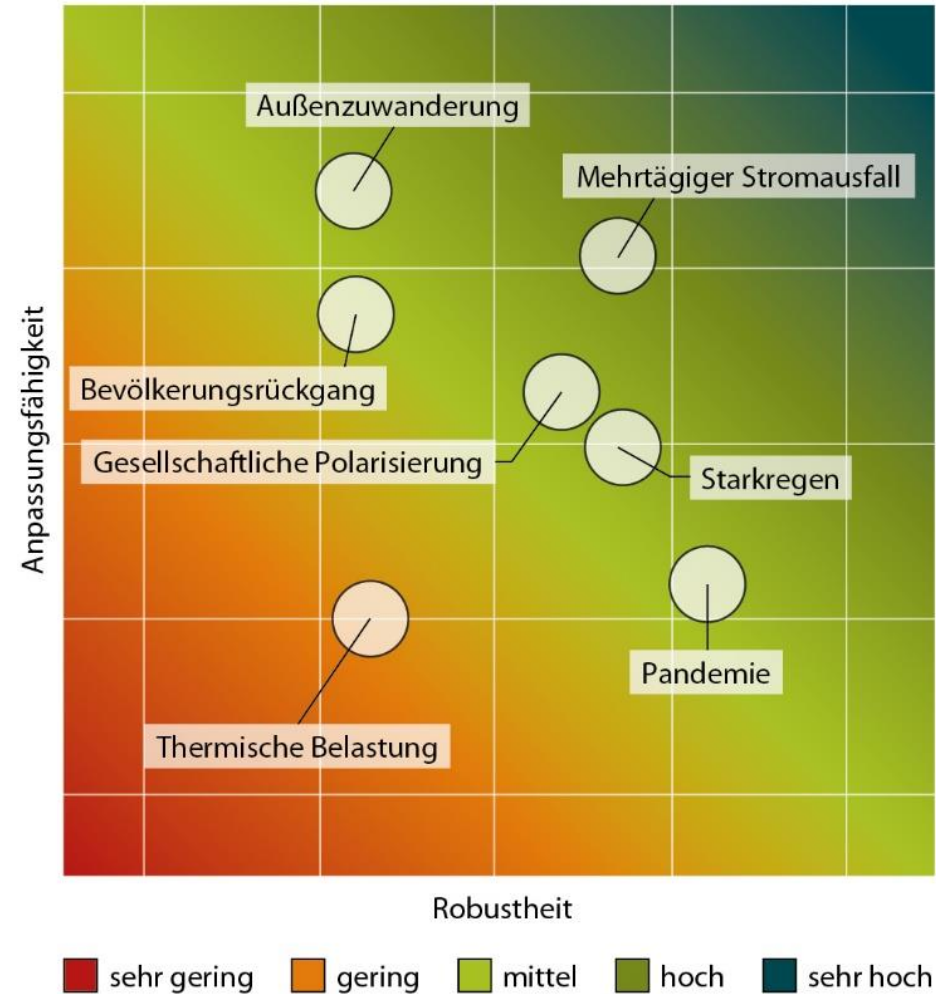 Außenzuwanderung
Mehrtägiger Stromausfall
Bevölkerungsrückgang
Gesellschaftliche Polarisierung
Starkregen
Pandemie
Thermische Belastung
Anpassungsfähigkeit
Robustheit
sehr gering gering mittel hoch sehr hoch